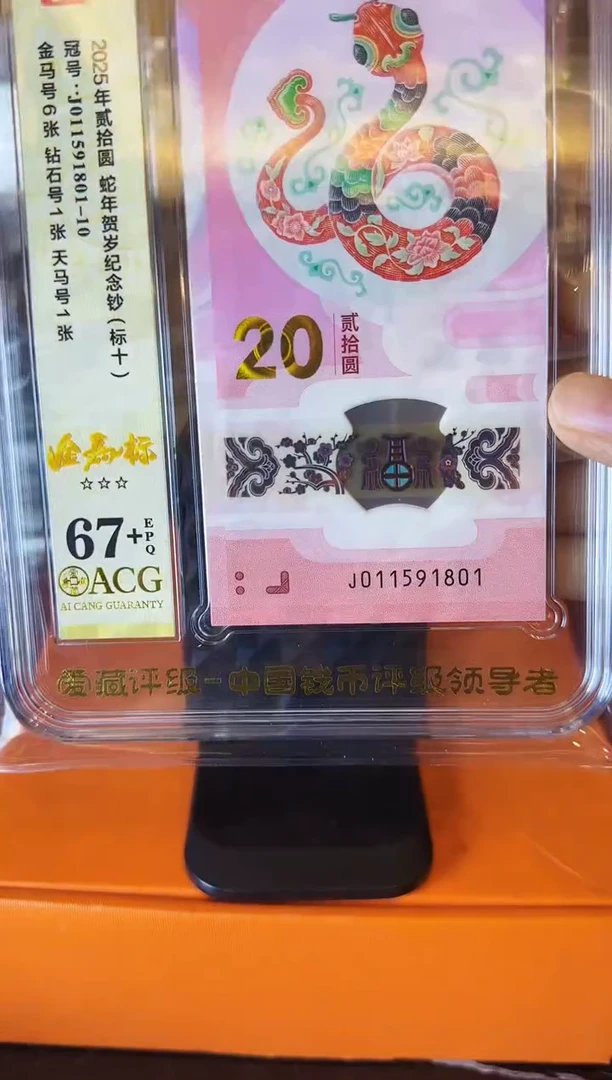 2025年贰拾圆 蛇年贺岁纪念钞(标十)
冠号:J011591801-10
金马号6张 钻石号1张 天马号1张
金马标
☆☆☆
67+
EPQ
ACG
AI CANG GUARANTY
20
贰拾圆
J011591801
爱藏评级-中国钱币评级领导者